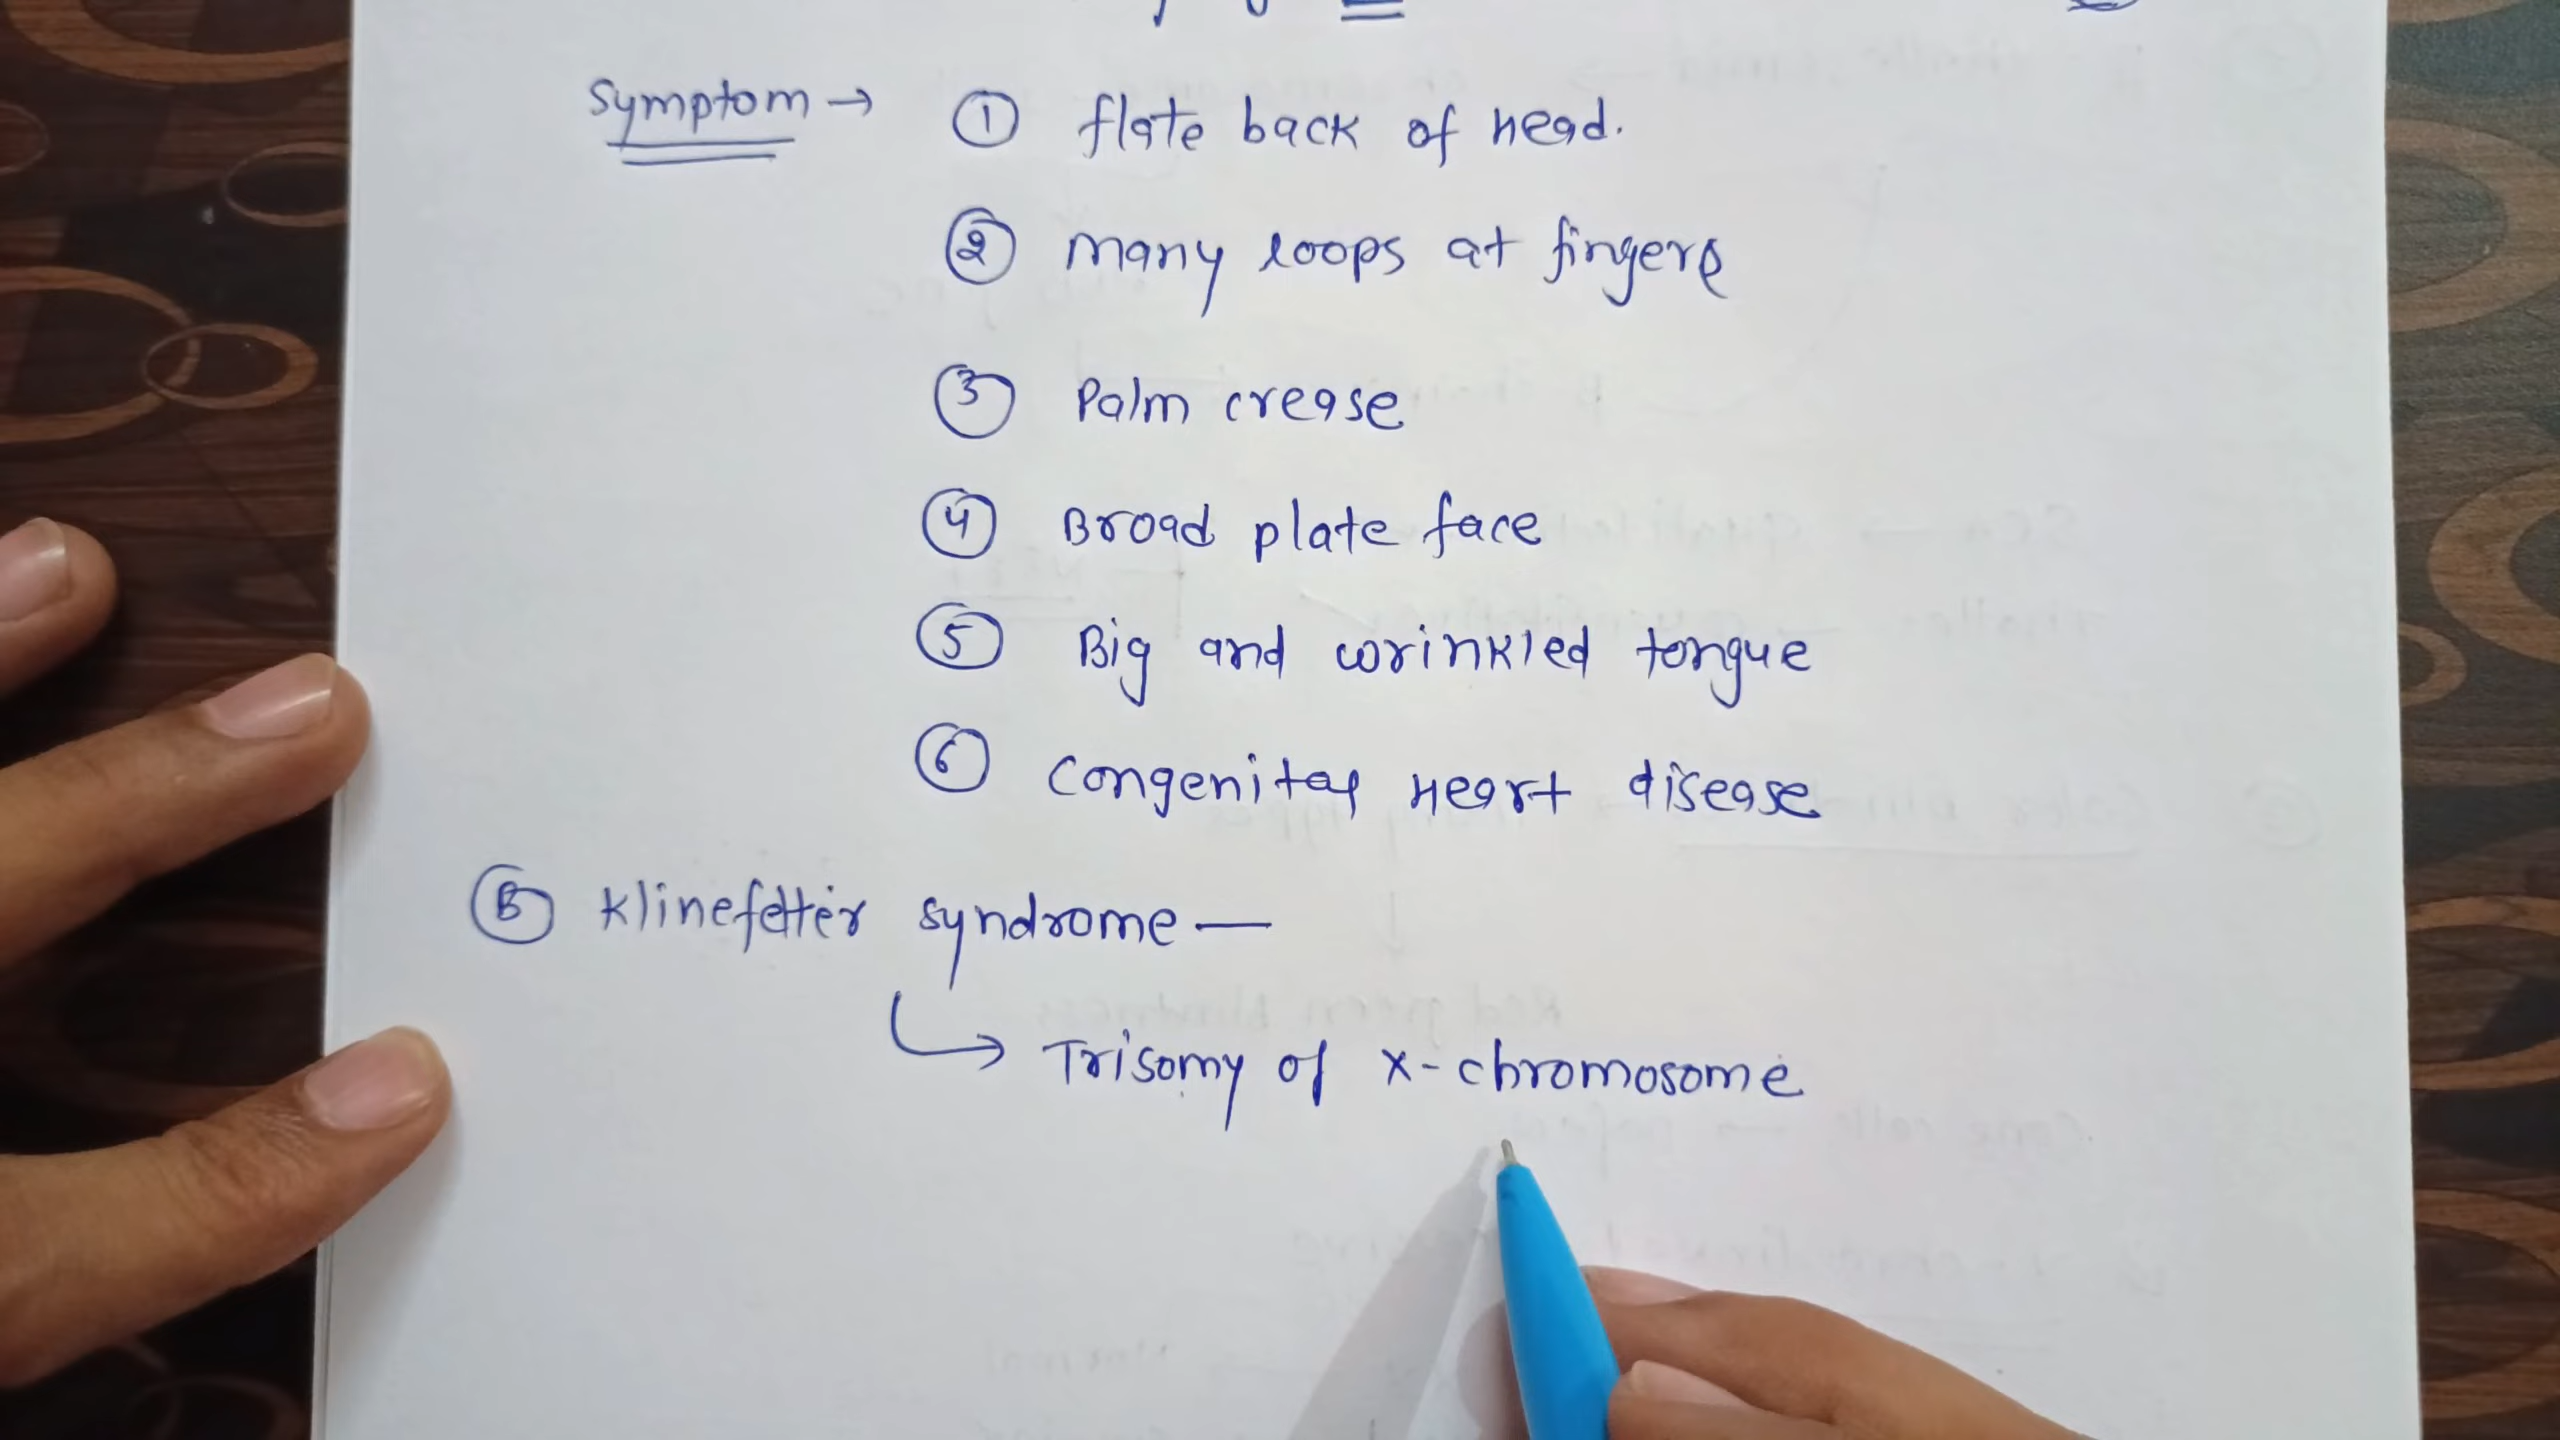 Symptom → ① flate back of head.
② many loops at fingers
③ Palm crease
④ Broad plate face
⑤ Big and wrinkled tongue
⑥ Congenital Heart disease
Ⓑ Klinefelter syndrome —
↳ Trisomy of X-chromosome